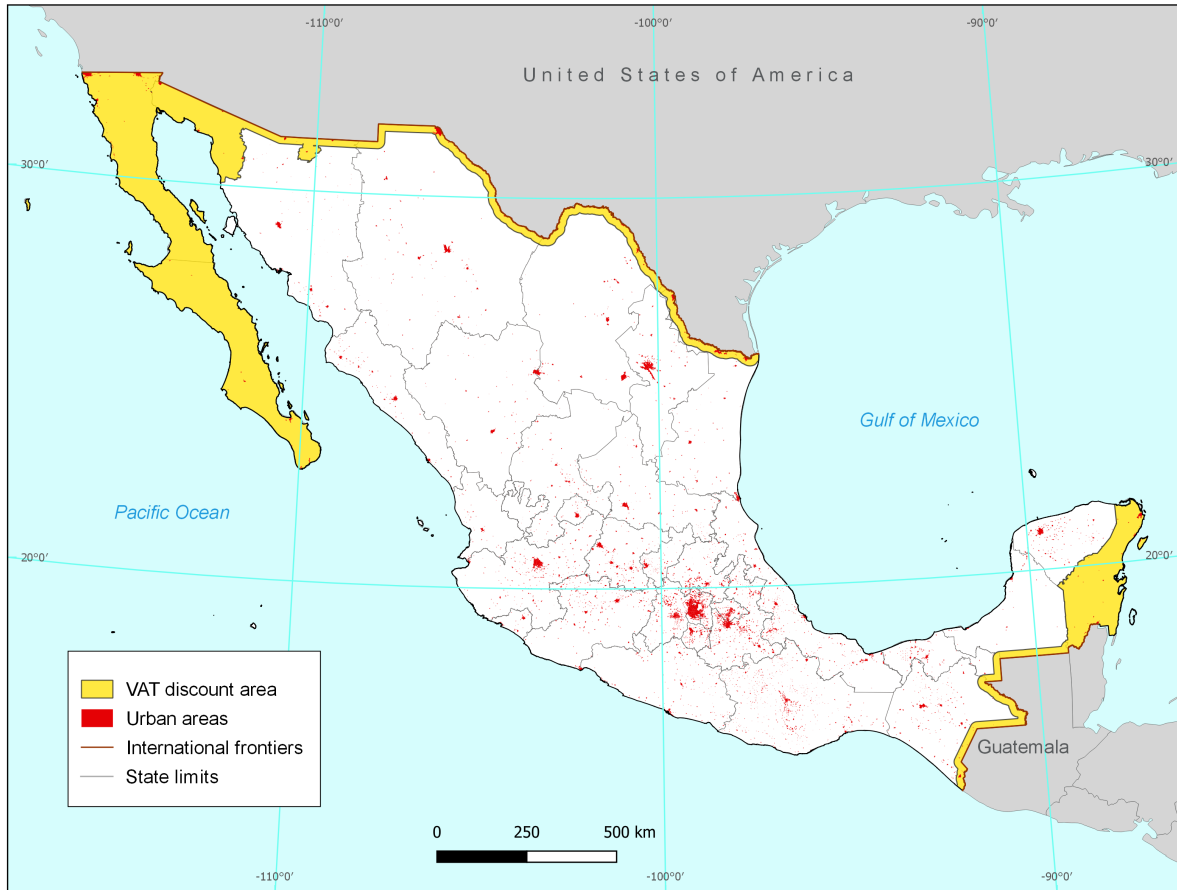 -110°0'
-100°0'
-90°0'
United States of America
30°0'
30°0'
Gulf of Mexico
Pacific Ocean
20°0'
20°0'
VAT discount area
Urban areas
International frontiers
State limits
Guatemala
0 250 500 km
-110°0'
-100°0'
-90°0'